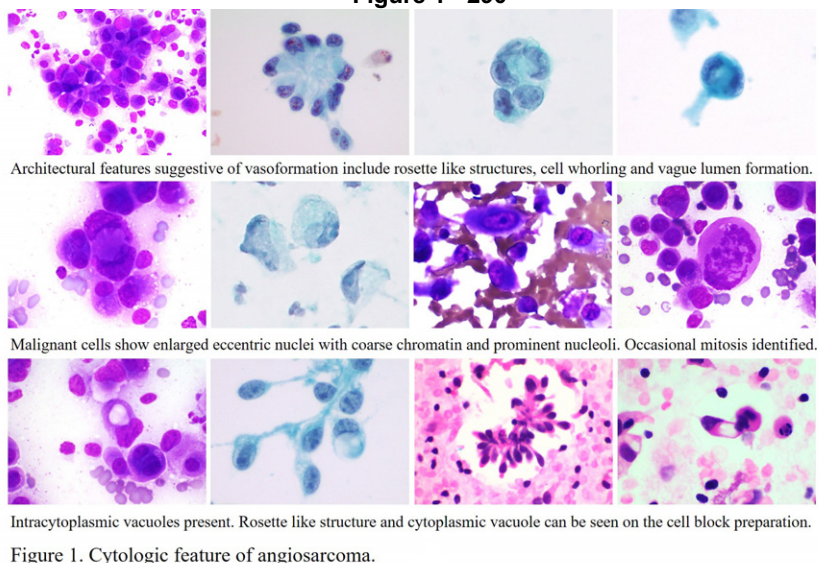 Architectural features suggestive of vasoformation include rosette like structures, cell whorling and vague lumen formation.
Malignant cells show enlarged eccentric nuclei with coarse chromatin and prominent nucleoli. Occasional mitosis identified.
Intracytoplasmic vacuoles present. Rosette like structure and cytoplasmic vacuole can be seen on the cell block preparation.
Figure 1. Cytologic feature of angiosarcoma.